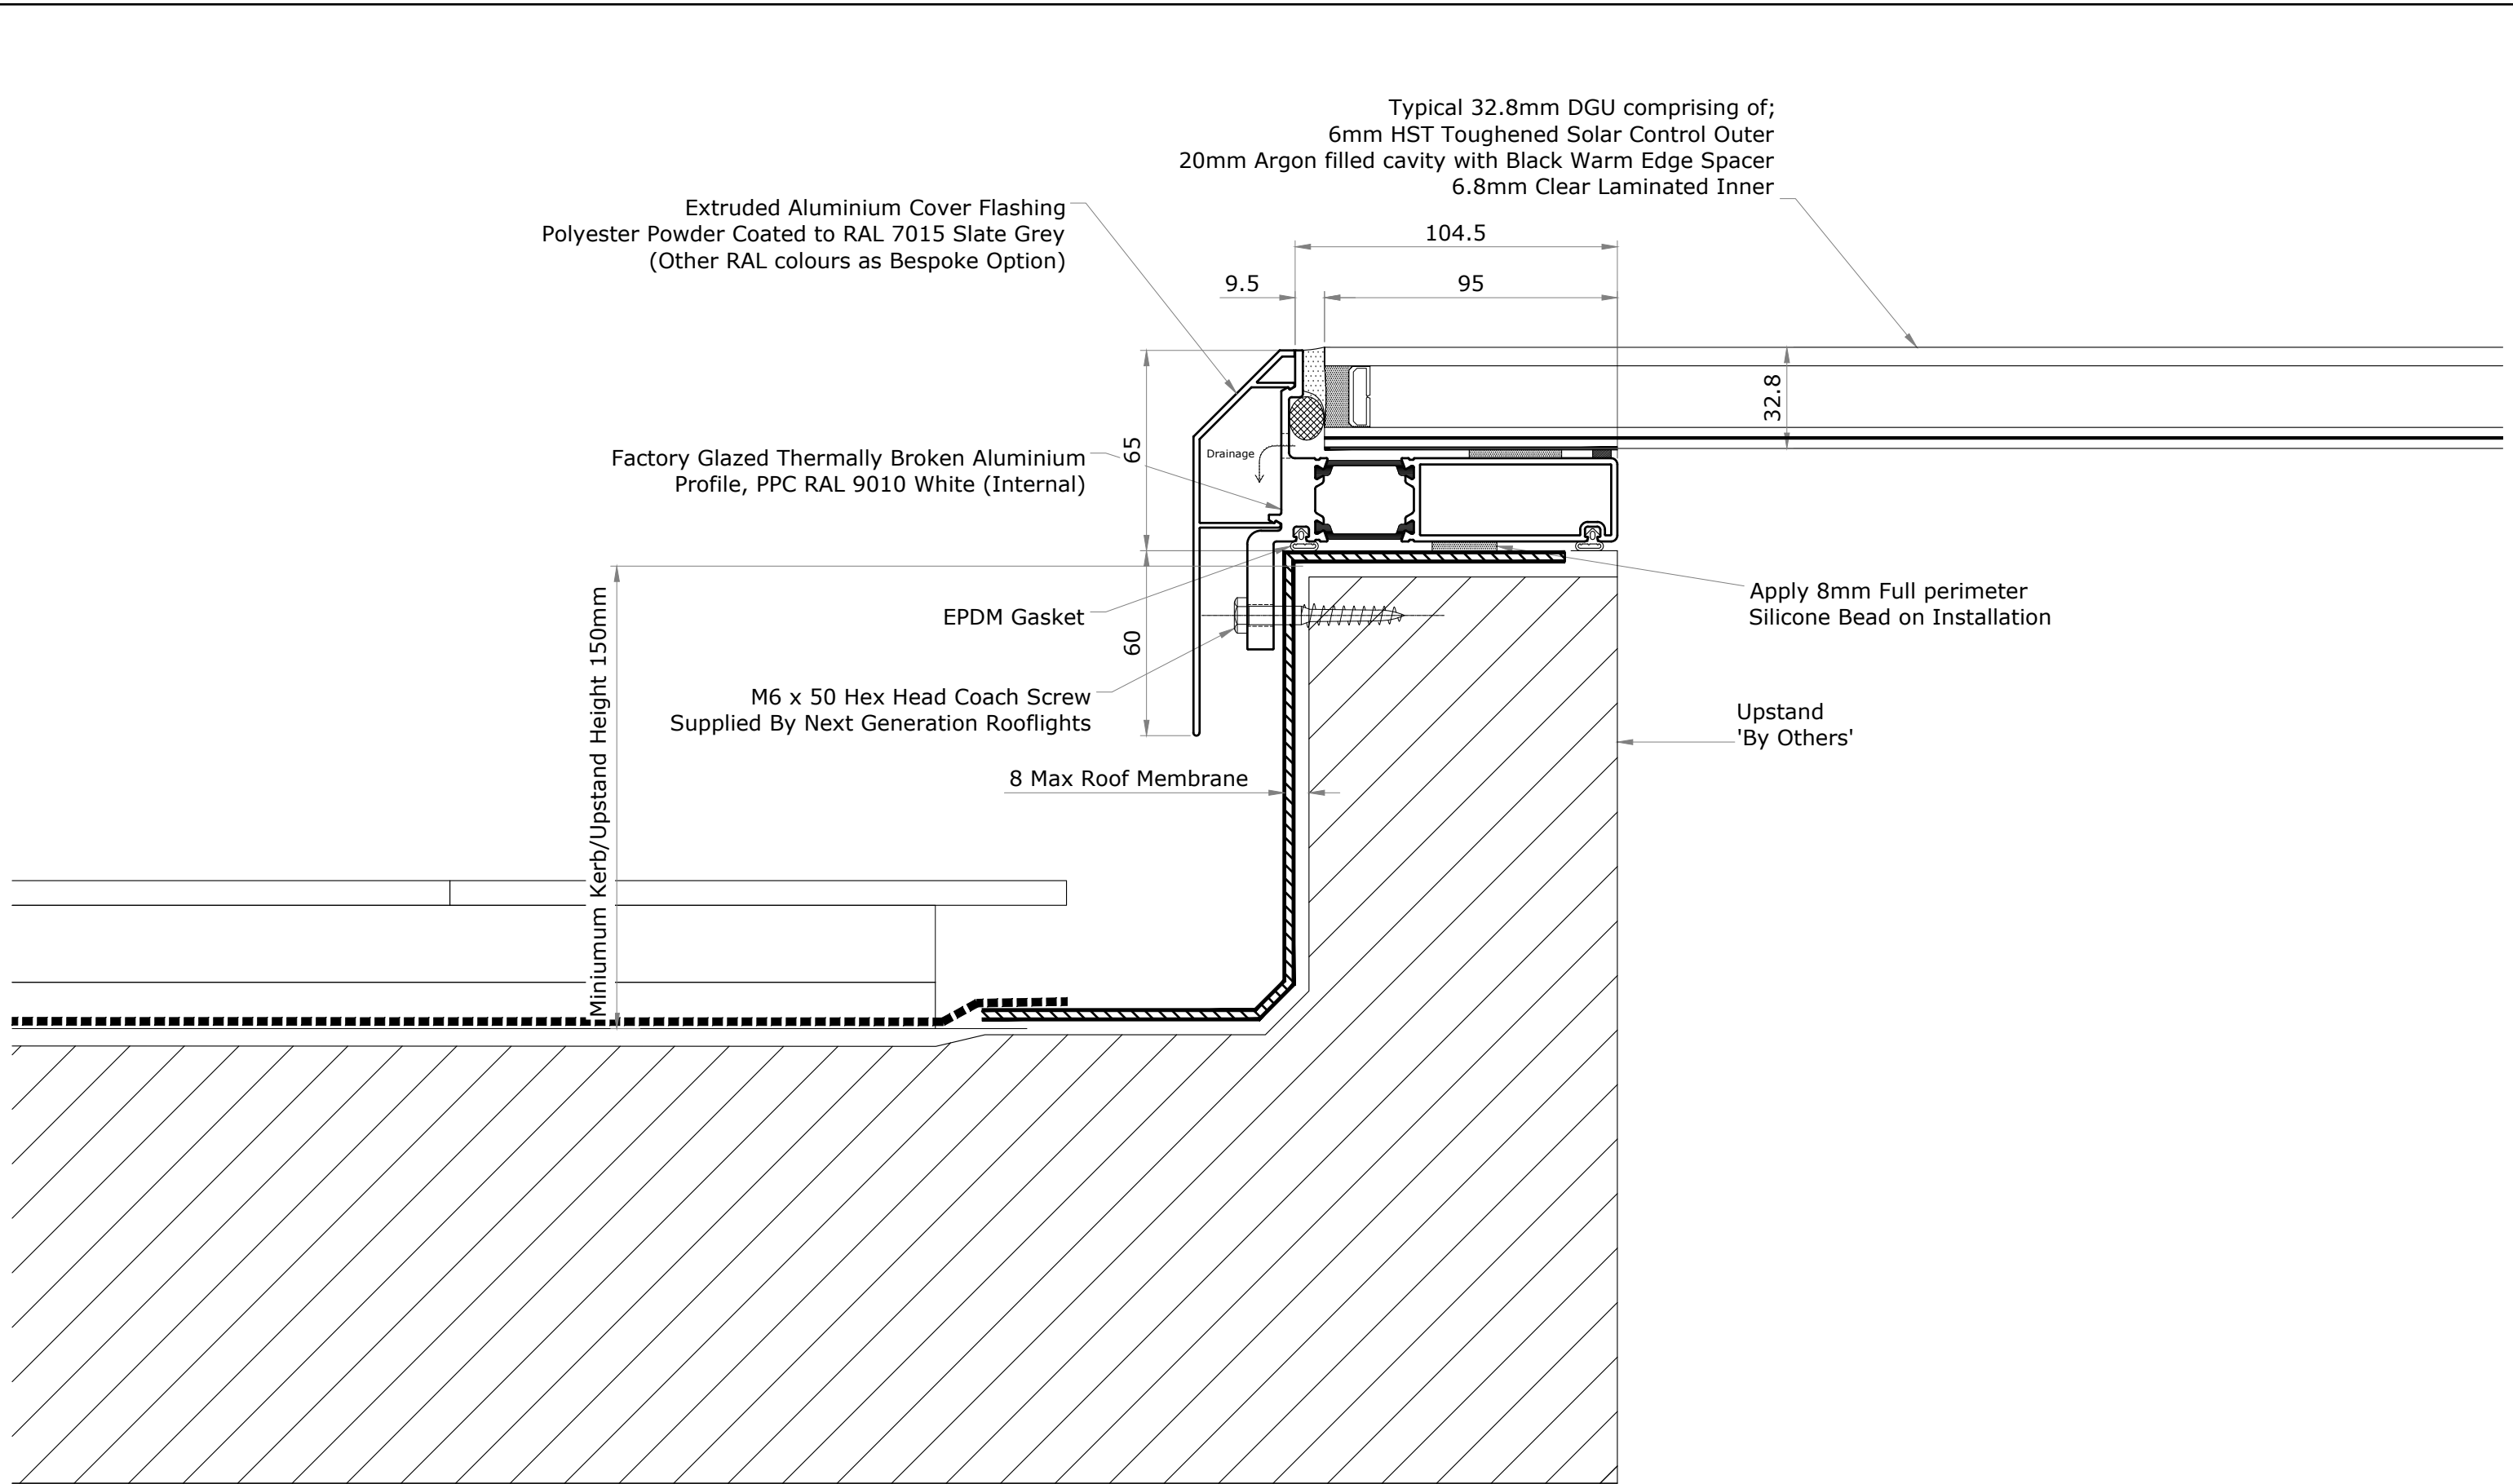 Typical 32.8mm DGU comprising of;
6mm HST Toughened Solar Control Outer
20mm Argon filled cavity with Black Warm Edge Spacer
6.8mm Clear Laminated Inner
Extruded Aluminium Cover Flashing
Polyester Powder Coated to RAL 7015 Slate Grey
(Other RAL colours as Bespoke Option)
104.5
9.5
95
32.8
65
Drainage
Factory Glazed Thermally Broken Aluminium
Profile, PPC RAL 9010 White (Internal)
EPDM Gasket
60
Apply 8mm Full perimeter
Silicone Bead on Installation
M6 x 50 Hex Head Coach Screw
Supplied By Next Generation Rooflights
Upstand
'By Others'
8 Max Roof Membrane
Miniumum Kerb/Upstand Height 150mm